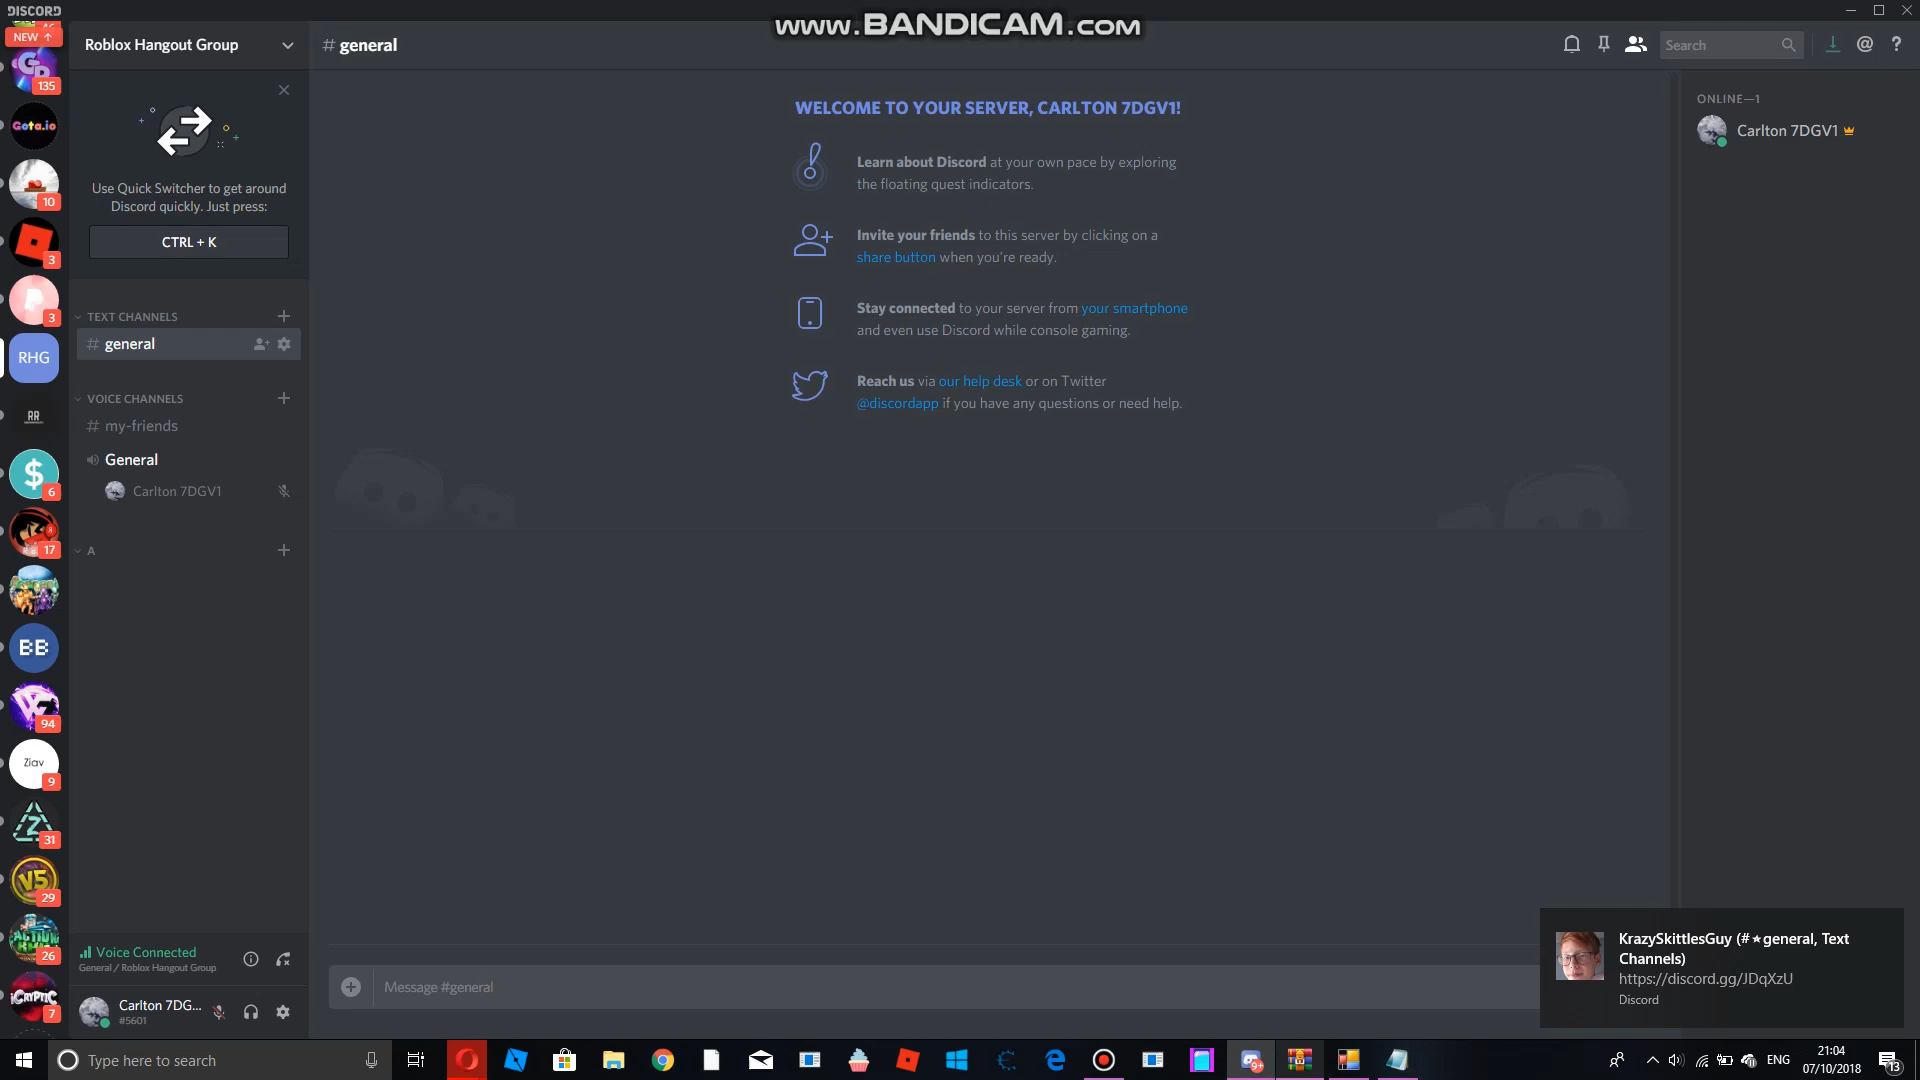 DISCORD
www.BANDICAM.com
NEW ↑
135
Gota.io
10
3
3
RHG
RR
$
6
17
BB
94
Ziav
9
Z
31
V5
29
ACTION
26
iCRYPTIC
7
Roblox Hangout Group
Use Quick Switcher to get around
Discord quickly. Just press:
CTRL + K
TEXT CHANNELS
# general
VOICE CHANNELS
# my-friends
General
Carlton 7DGV1
A
Voice Connected
General / Roblox Hangout Group
Carlton 7DG...
#5601
# general
Search
WELCOME TO YOUR SERVER, CARLTON 7DGV1!
Learn about Discord at your own pace by exploring
the floating quest indicators.
Invite your friends to this server by clicking on a
share button when you're ready.
Stay connected to your server from your smartphone
and even use Discord while console gaming.
Reach us via our help desk or on Twitter
@discordapp if you have any questions or need help.
Message #general
ONLINE—1
Carlton 7DGV1
KrazySkittlesGuy (#⭑general, Text
Channels)
https://discord.gg/JDqXzU
Discord
Type here to search
9+
ENG
21:04
07/10/2018
13